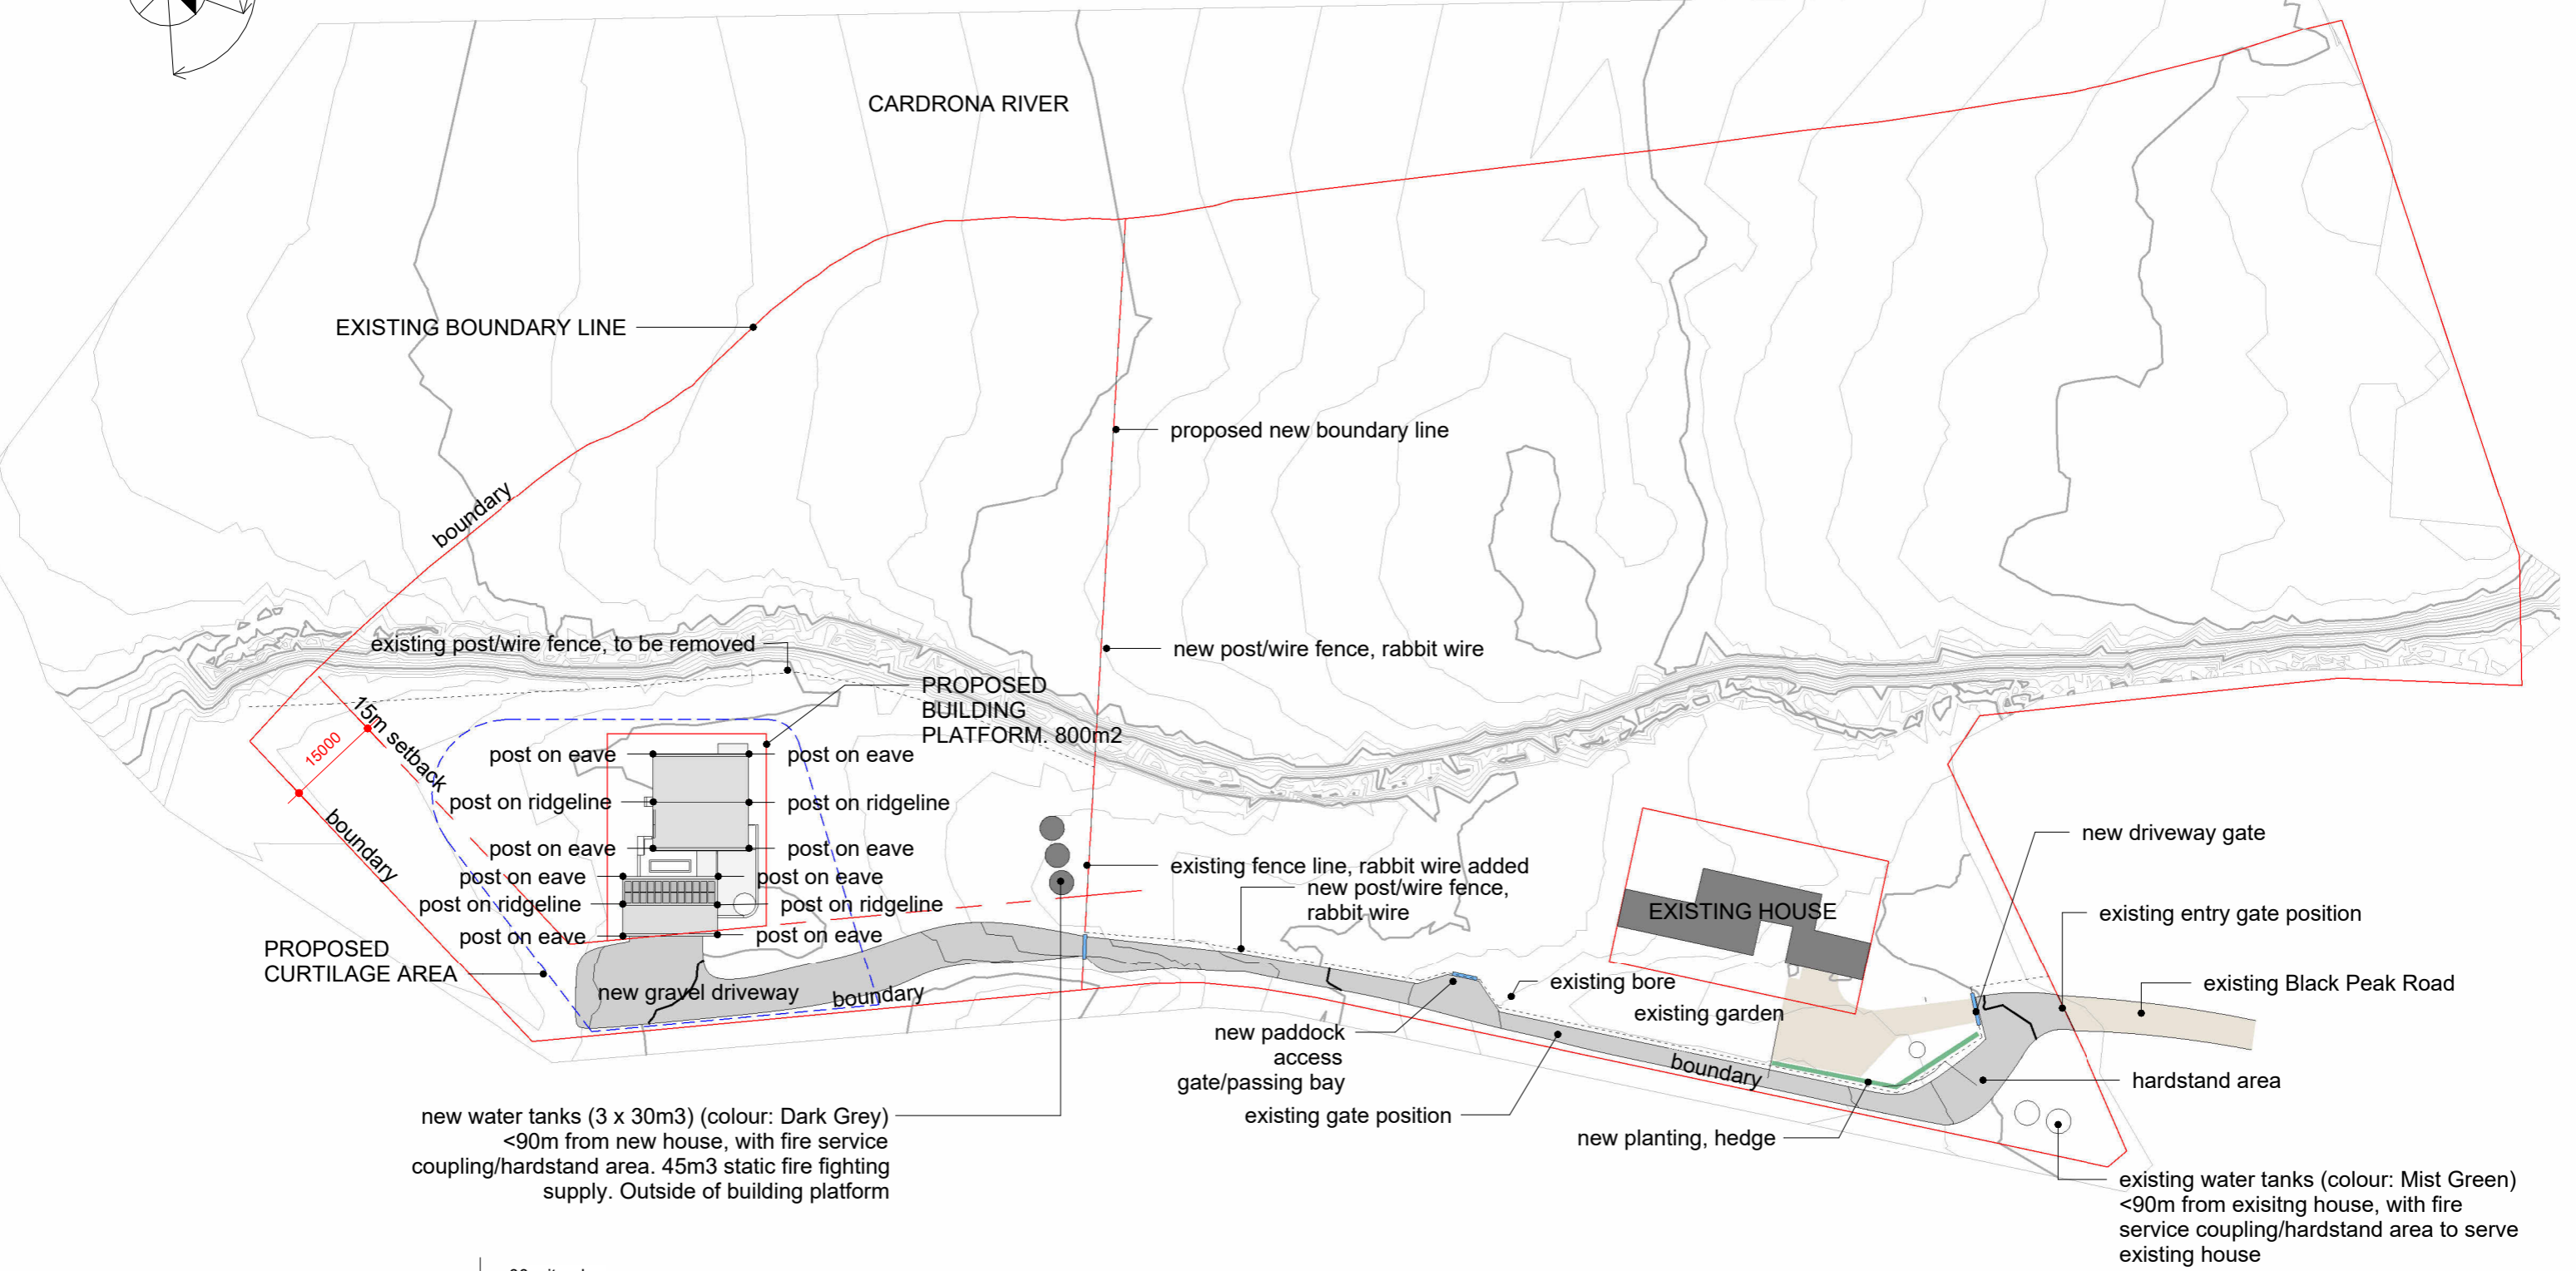 CARDRONA RIVER
EXISTING BOUNDARY LINE
proposed new boundary line
boundary
existing post/wire fence, to be removed
new post/wire fence, rabbit wire
PROPOSED
BUILDING
PLATFORM. 800m2
15m setback
15000
boundary
post on eave
post on eave
post on ridgeline
post on ridgeline
post on eave
post on eave
post on eave
post on eave
post on ridgeline
post on ridgeline
post on eave
post on eave
PROPOSED
CURTILAGE AREA
new gravel driveway
boundary
existing fence line, rabbit wire added
new post/wire fence,
rabbit wire
EXISTING HOUSE
new driveway gate
existing entry gate position
existing Black Peak Road
existing bore
existing garden
new paddock
access
gate/passing bay
boundary
existing gate position
hardstand area
new planting, hedge
new water tanks (3 x 30m3) (colour: Dark Grey)
<90m from new house, with fire service
coupling/hardstand area. 45m3 static fire fighting
supply. Outside of building platform
existing water tanks (colour: Mist Green)
<90m from exisitng house, with fire
service coupling/hardstand area to serve
existing house